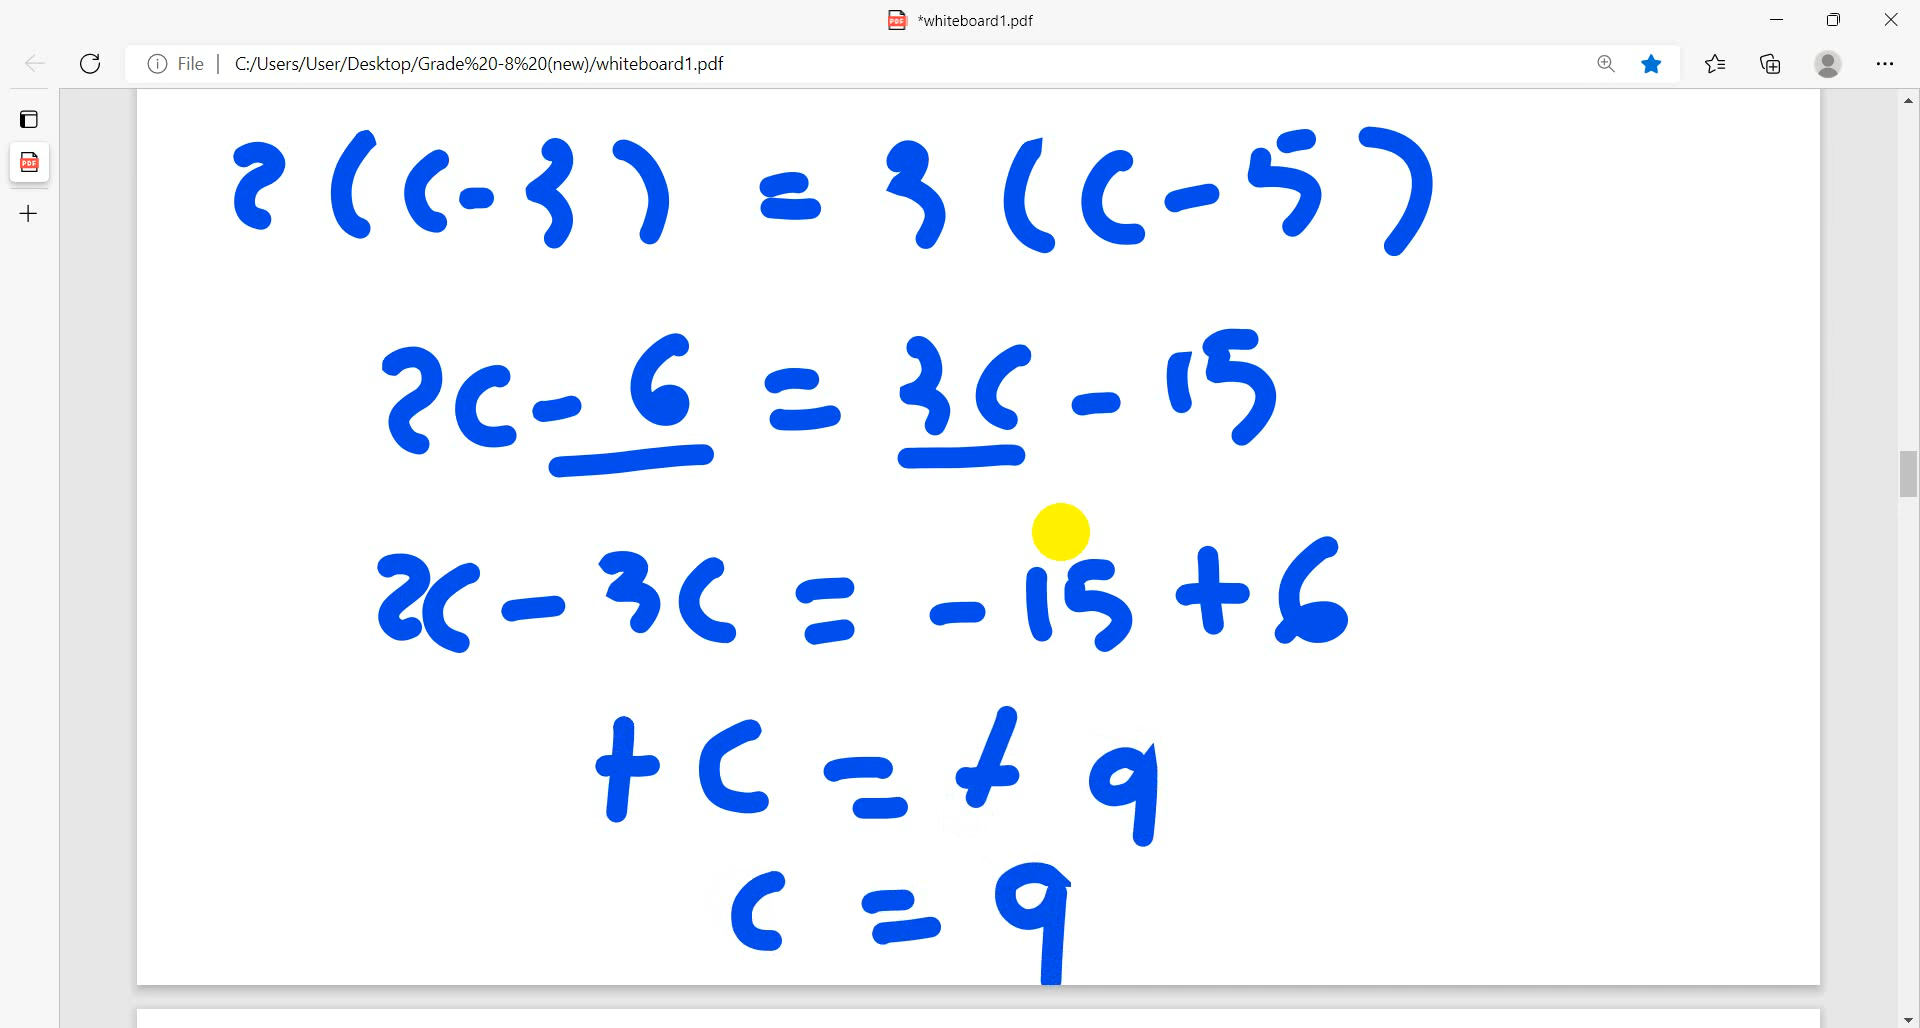 *whiteboard1.pdf
File | C:/Users/User/Desktop/Grade%20-8%20(new)/whiteboard1.pdf
2(c-3) = 3(c-5)
2c-6 = 3c-15
2c-3c = -15+6
+c = +9
c = 9